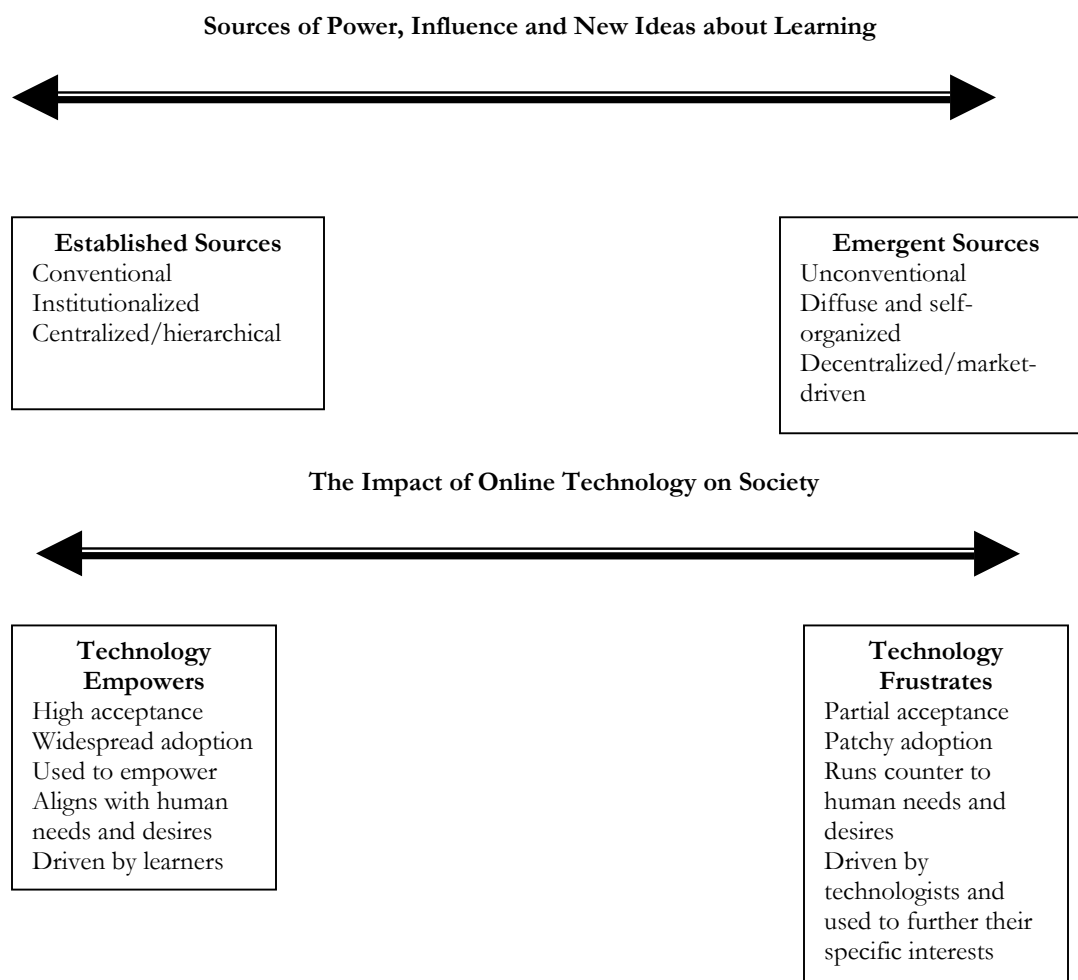 Sources of Power, Influence and New Ideas about Learning
Established Sources
Conventional
Institutionalized
Centralized/hierarchical
Emergent Sources
Unconventional
Diffuse and self-
organized
Decentralized/market-
driven
The Impact of Online Technology on Society
Technology
Empowers
High acceptance
Widespread adoption
Used to empower
Aligns with human
needs and desires
Driven by learners
Technology
Frustrates
Partial acceptance
Patchy adoption
Runs counter to
human needs and
desires
Driven by
technologists and
used to further their
specific interests